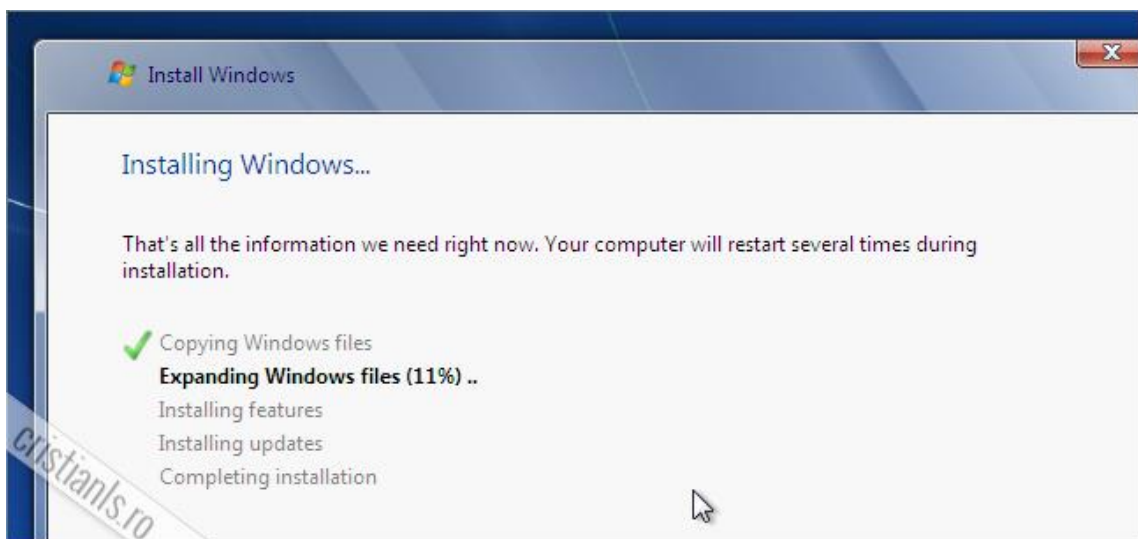 Install Windows
Installing Windows...
That's all the information we need right now. Your computer will restart several times during
installation.
Copying Windows files
Expanding Windows files (11%) ..
Installing features
Installing updates
Completing installation
cristianls.ro